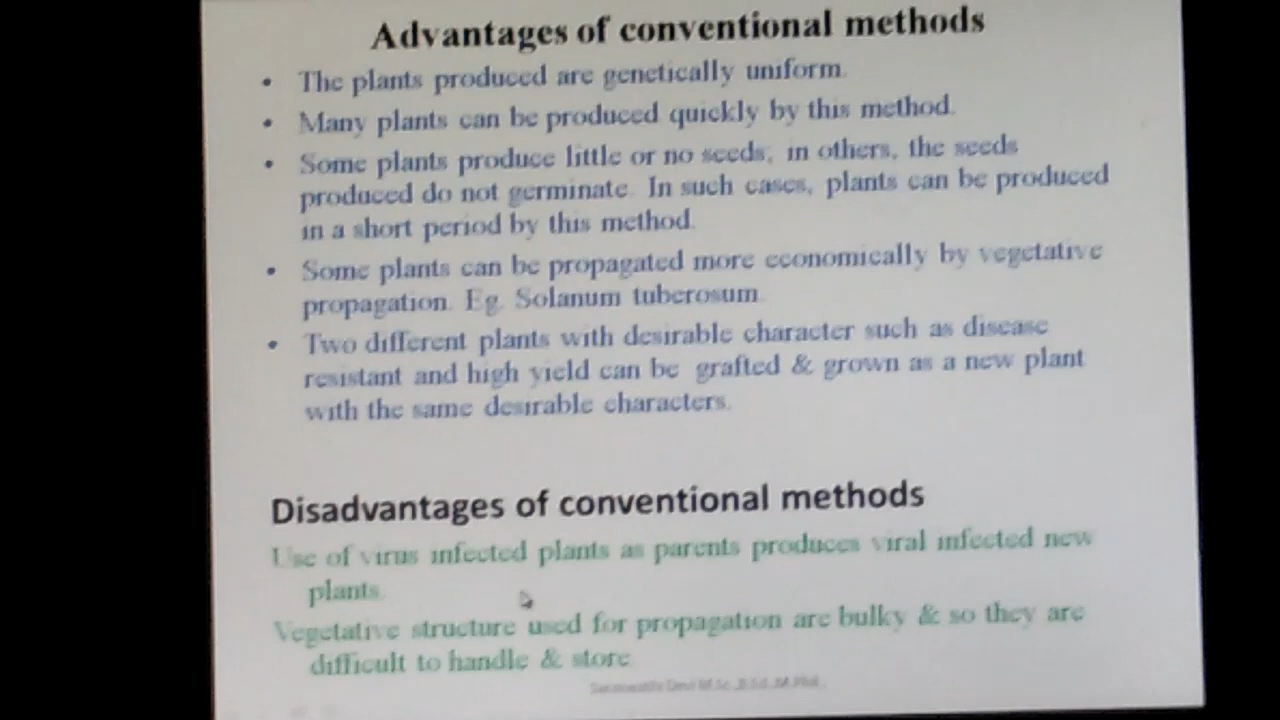 Advantages of conventional methods
• The plants produced are genetically uniform.
• Many plants can be produced quickly by this method.
• Some plants produce little or no seeds, in others, the seeds
produced do not germinate. In such cases, plants can be produced
in a short period by this method.
• Some plants can be propagated more economically by vegetative
propagation. Eg. Solanum tuberosum
• Two different plants with desirable character such as disease
resistant and high yield can be grafted & grown as a new plant
with the same desirable characters.
Disadvantages of conventional methods
Use of virus infected plants as parents produces viral infected new
plants
Vegetative structure used for propagation are bulky & so they are
difficult to handle & store